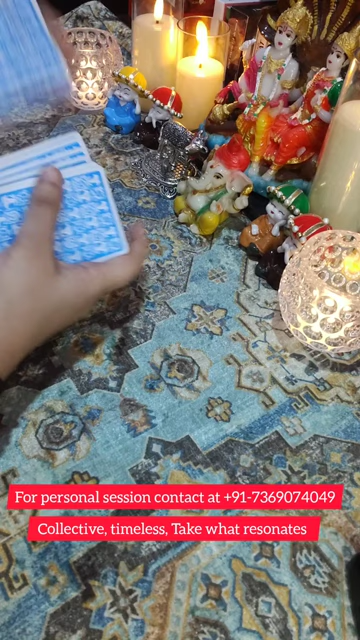 For personal session contact at +91-7369074049
Collective, timeless, Take what resonates